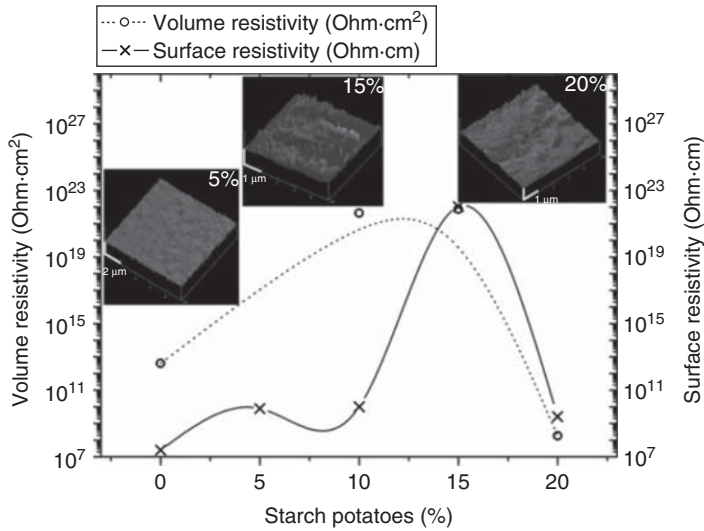 Volume resistivity (Ohm·cm²)
Surface resistivity (Ohm·cm)
15%
20%
5%
1 μm
1 μm
2 μm
10²⁷
10²³
10¹⁹
10¹⁵
10¹¹
10⁷
Volume resistivity (Ohm·cm²)
10²⁷
10²³
10¹⁹
10¹⁵
10¹¹
10⁷
Surface resistivity (Ohm·cm)
0 5 10 15 20
Starch potatoes (%)